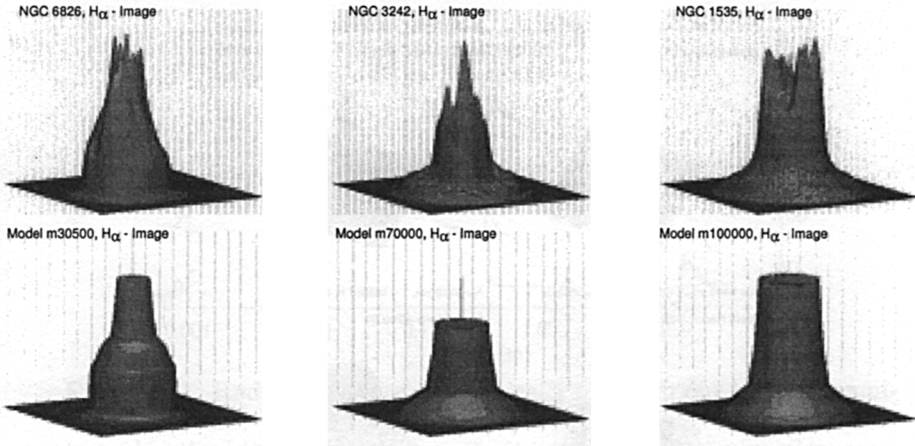 NGC 6826, Hα - Image
NGC 3242, Hα - Image
NGC 1535, Hα - Image
Model m30500, Hα - Image
Model m70000, Hα - Image
Model m100000, Hα - Image